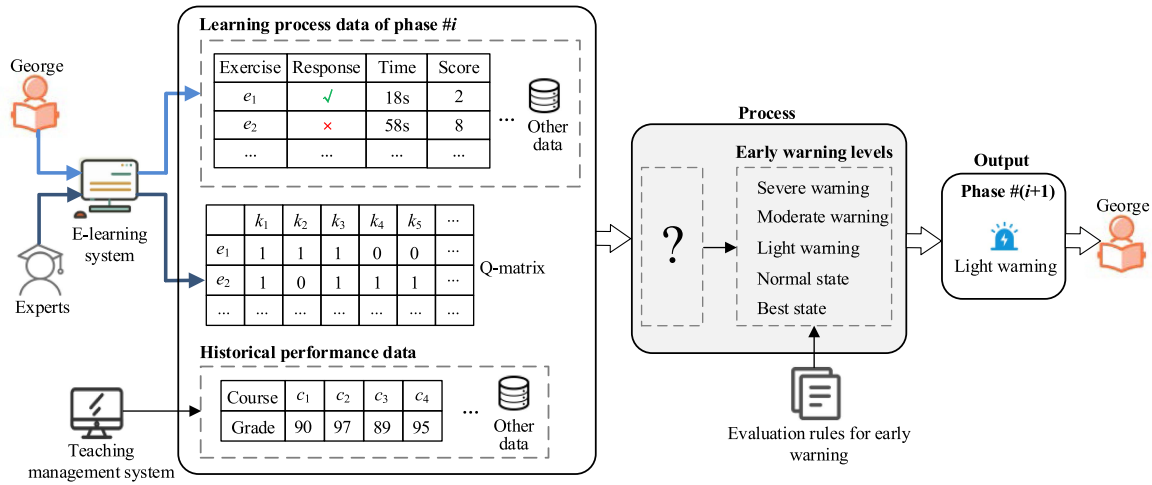 George
E-learning
system
Experts
Teaching
management system
Learning process data of phase #i
Exercise Response Time Score
e1 √ 18s 2
e2 × 58s 8
... ... ... ...
...
Other
data
k1 k2 k3 k4 k5 ...
e1 1 1 1 0 0 ...
e2 1 0 1 1 1 ...
... ... ... ... ... ... ...
Q-matrix
Historical performance data
Course c1 c2 c3 c4
Grade 90 97 89 95
...
Other
data
Process
?
Early warning levels
Severe warning
Moderate warning
Light warning
Normal state
Best state
Evaluation rules for early
warning
Output
Phase #(i+1)
Light warning
George